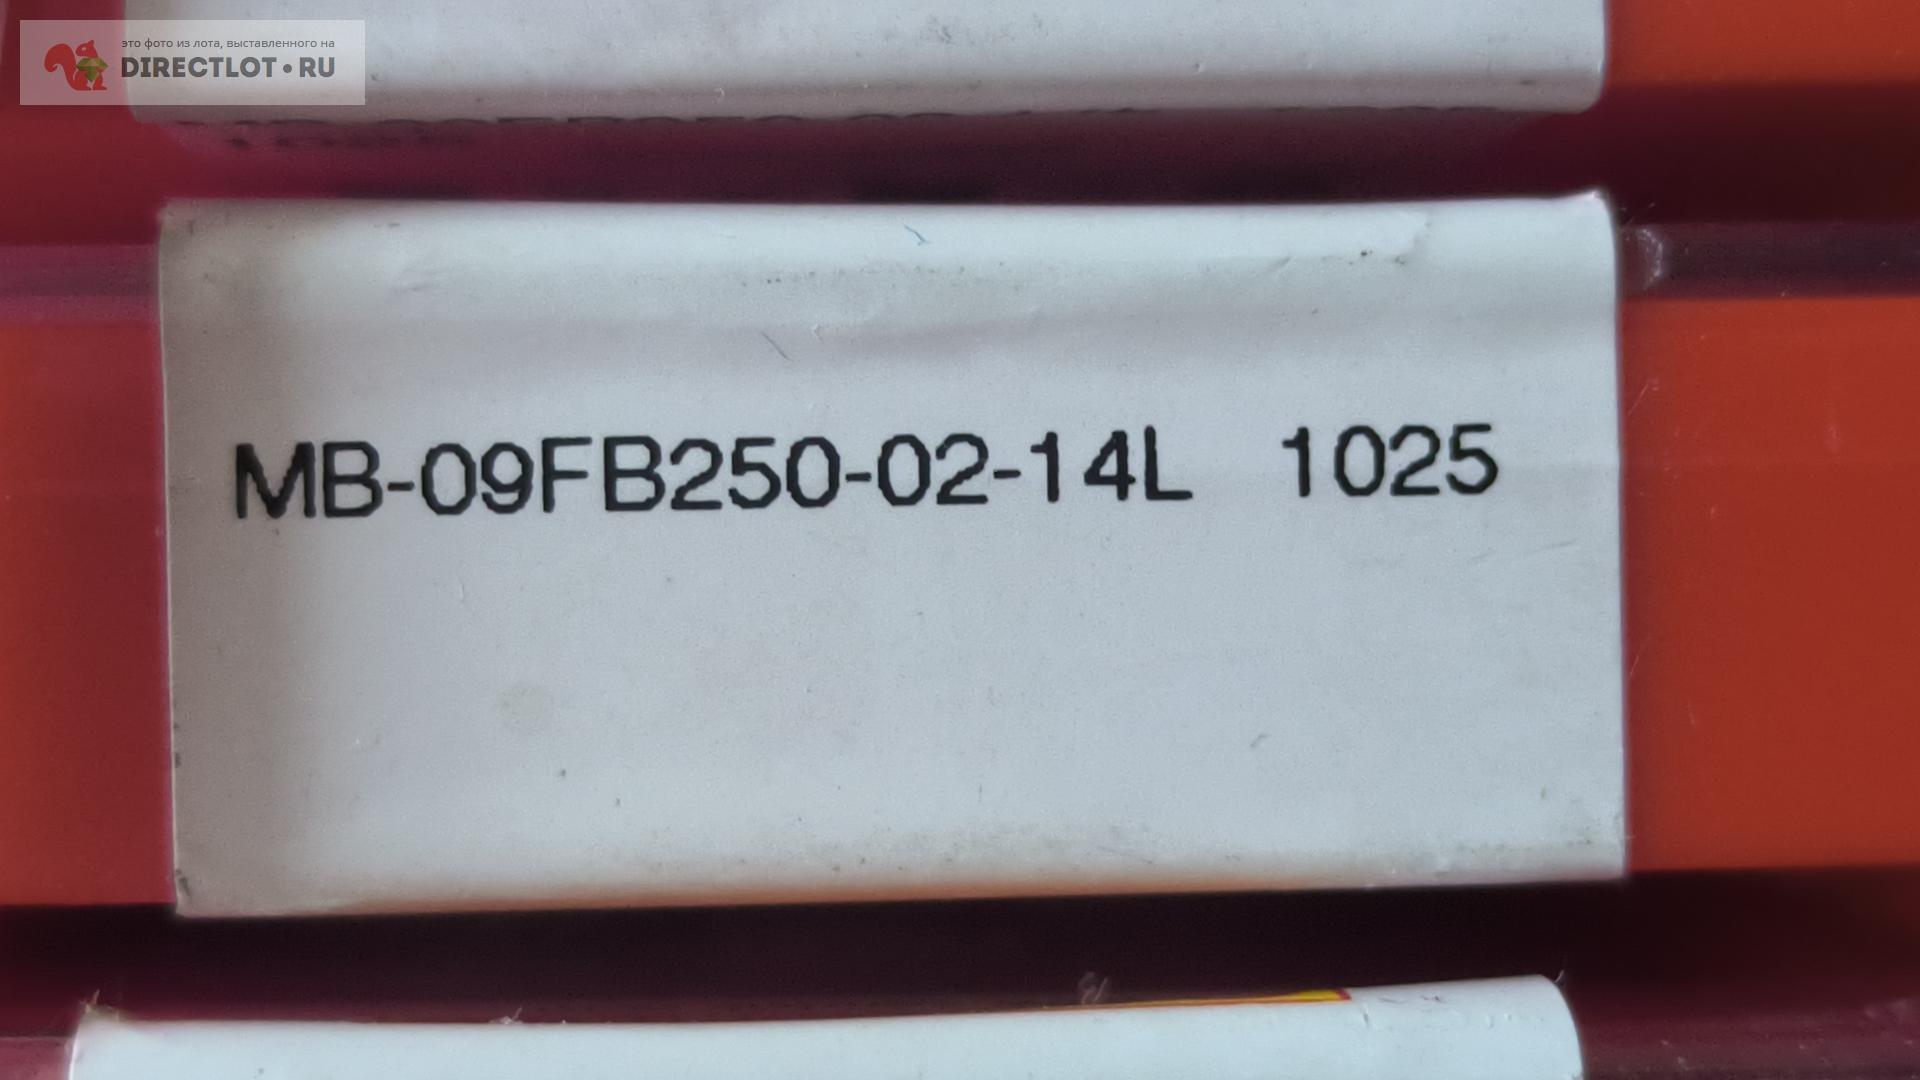 это фото из лота, выставленного на
DIRECTLOT•RU
MB-09FB250-02-14L 1025